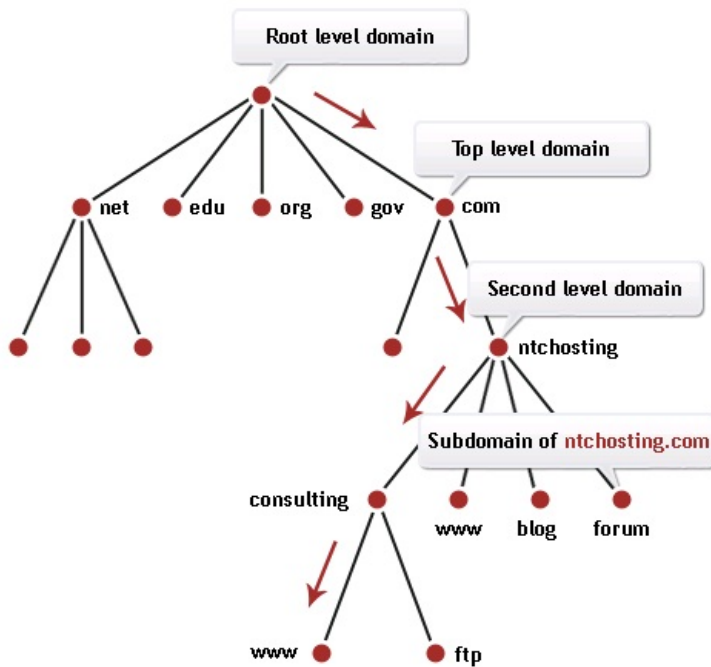 Root level domain
Top level domain
net
edu
org
gov
com
Second level domain
ntchosting
Subdomain of ntchosting.com
consulting
www
blog
forum
www
ftp